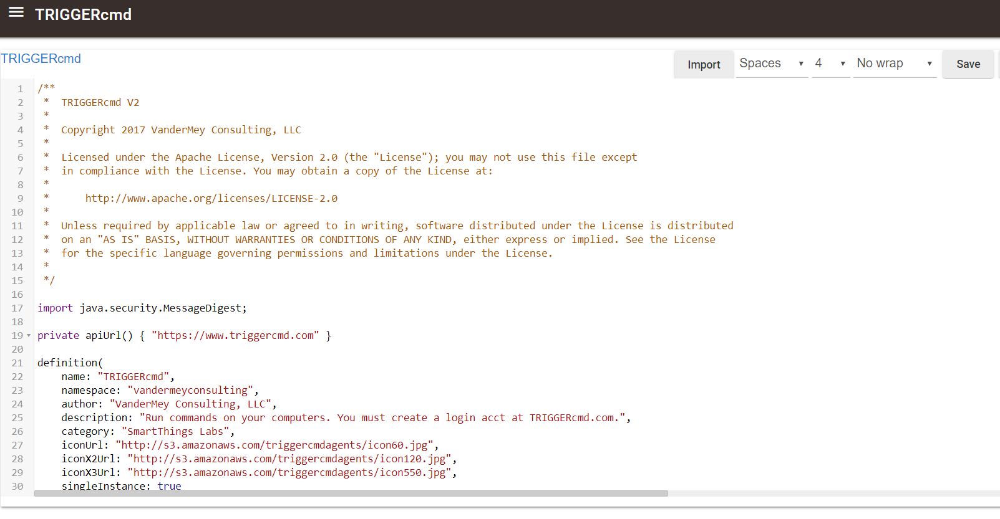 TRIGGERcmd
TRIGGERcmd
Import Spaces 4 No wrap Save
1 /**
2 * TRIGGERcmd V2
3 *
4 * Copyright 2017 VanderMey Consulting, LLC
5 *
6 * Licensed under the Apache License, Version 2.0 (the "License"); you may not use this file except
7 * in compliance with the License. You may obtain a copy of the License at:
8 *
9 * http://www.apache.org/licenses/LICENSE-2.0
10 *
11 * Unless required by applicable law or agreed to in writing, software distributed under the License is distributed
12 * on an "AS IS" BASIS, WITHOUT WARRANTIES OR CONDITIONS OF ANY KIND, either express or implied. See the License
13 * for the specific language governing permissions and limitations under the License.
14 *
15 */
16
17 import java.security.MessageDigest;
18
19 private apiUrl() { "https://www.triggercmd.com" }
20
21 definition(
22 name: "TRIGGERcmd",
23 namespace: "vandermeyconsulting",
24 author: "VanderMey Consulting, LLC",
25 description: "Run commands on your computers. You must create a login acct at TRIGGERcmd.com.",
26 category: "SmartThings Labs",
27 iconUrl: "http://s3.amazonaws.com/triggercmdagents/icon60.jpg",
28 iconX2Url: "http://s3.amazonaws.com/triggercmdagents/icon120.jpg",
29 iconX3Url: "http://s3.amazonaws.com/triggercmdagents/icon550.jpg",
30 singleInstance: true